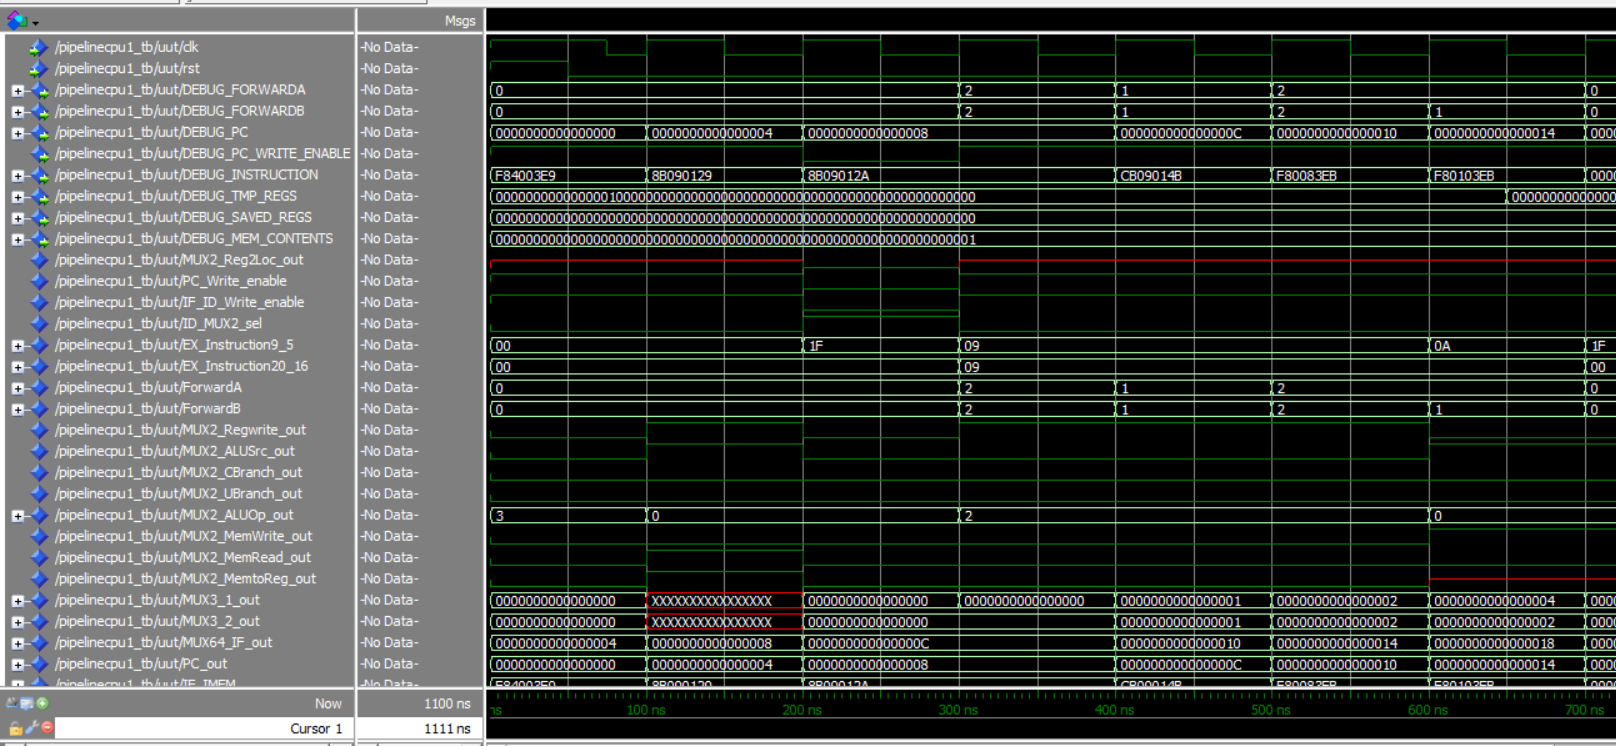 Msgs
/pipelinecpu1_tb/uut/clk -No Data-
/pipelinecpu1_tb/uut/rst -No Data-
/pipelinecpu1_tb/uut/DEBUG_FORWARDA -No Data- 0 2 1 2 0
/pipelinecpu1_tb/uut/DEBUG_FORWARDB -No Data- 0 2 1 2 1 0
/pipelinecpu1_tb/uut/DEBUG_PC -No Data- 0000000000000000 0000000000000004 0000000000000008 000000000000000C 0000000000000010 0000000000000014 0000
/pipelinecpu1_tb/uut/DEBUG_PC_WRITE_ENABLE -No Data-
/pipelinecpu1_tb/uut/DEBUG_INSTRUCTION -No Data- F84003E9 8B090129 8B09012A CB09014B F80083EB F80103EB 0000
/pipelinecpu1_tb/uut/DEBUG_TMP_REGS -No Data-
/pipelinecpu1_tb/uut/DEBUG_SAVED_REGS -No Data-
/pipelinecpu1_tb/uut/DEBUG_MEM_CONTENTS -No Data-
/pipelinecpu1_tb/uut/MUX2_Reg2Loc_out -No Data-
/pipelinecpu1_tb/uut/PC_Write_enable -No Data-
/pipelinecpu1_tb/uut/IF_ID_Write_enable -No Data-
/pipelinecpu1_tb/uut/ID_MUX2_sel -No Data-
/pipelinecpu1_tb/uut/EX_Instruction9_5 -No Data- 00 1F 09 0A 1F
/pipelinecpu1_tb/uut/EX_Instruction20_16 -No Data- 00 09 00
/pipelinecpu1_tb/uut/ForwardA -No Data- 0 2 1 2 0
/pipelinecpu1_tb/uut/ForwardB -No Data- 0 2 1 2 1 0
/pipelinecpu1_tb/uut/MUX2_Regwrite_out -No Data-
/pipelinecpu1_tb/uut/MUX2_ALUSrc_out -No Data-
/pipelinecpu1_tb/uut/MUX2_CBranch_out -No Data-
/pipelinecpu1_tb/uut/MUX2_UBranch_out -No Data-
/pipelinecpu1_tb/uut/MUX2_ALUOp_out -No Data- 3 0 2 0
/pipelinecpu1_tb/uut/MUX2_MemWrite_out -No Data-
/pipelinecpu1_tb/uut/MUX2_MemRead_out -No Data-
/pipelinecpu1_tb/uut/MUX2_MemtoReg_out -No Data-
/pipelinecpu1_tb/uut/MUX3_1_out -No Data- 0000000000000000 XXXXXXXXXXXXXXXX 0000000000000000 0000000000000000 0000000000000001 0000000000000002 0000000000000004 0000
/pipelinecpu1_tb/uut/MUX3_2_out -No Data- 0000000000000000 XXXXXXXXXXXXXXXX 0000000000000000 0000000000000001 0000000000000002 0000000000000002 0000
/pipelinecpu1_tb/uut/MUX64_IF_out -No Data- 0000000000000004 0000000000000008 000000000000000C 0000000000000010 0000000000000014 0000000000000018 0000
/pipelinecpu1_tb/uut/PC_out -No Data- 0000000000000000 0000000000000004 0000000000000008 000000000000000C 0000000000000010 0000000000000014 0000
Now 1100 ns ns 100 ns 200 ns 300 ns 400 ns 500 ns 600 ns 700 ns
Cursor 1 1111 ns